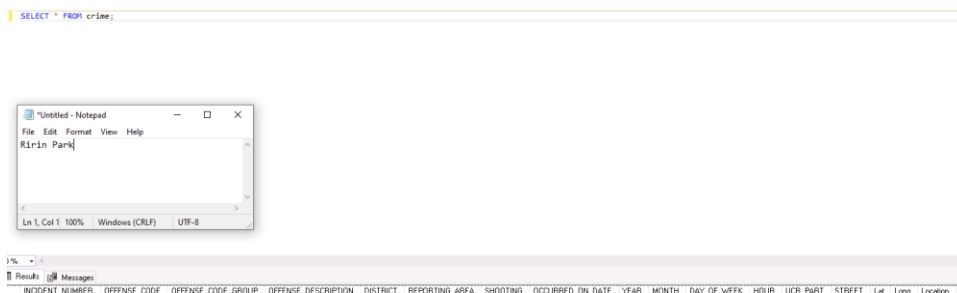 SELECT * FROM crime;
*Untitled - Notepad
File Edit Format View Help
Ririn Park
Ln 1, Col 1 100% Windows (CRLF) UTF-8
Results Messages
INCIDENT_NUMBER OFFENSE_CODE OFFENSE_CODE_GROUP OFFENSE_DESCRIPTION DISTRICT REPORTING_AREA SHOOTING OCCURRED_ON_DATE YEAR MONTH DAY_OF_WEEK HOUR UCR_PART STREET Lat Long Location